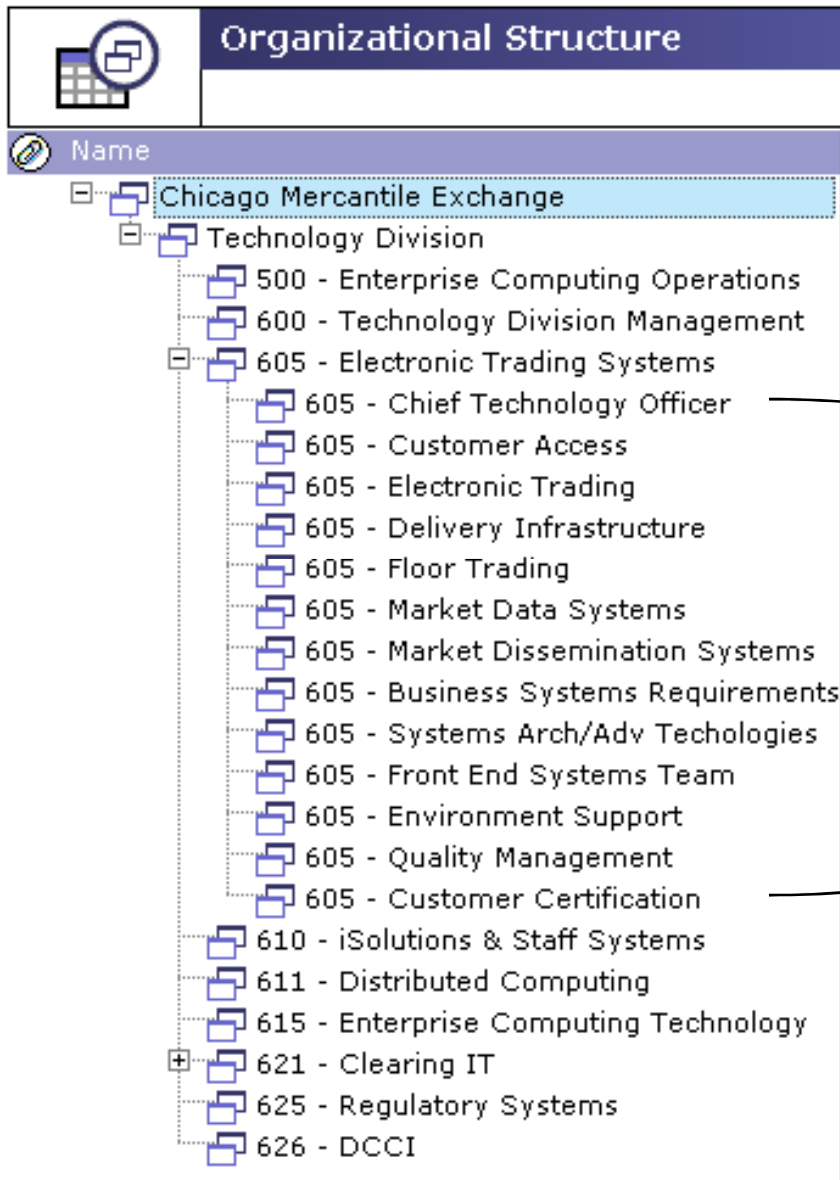 Organizational Structure
Name
Chicago Mercantile Exchange
Technology Division
500 - Enterprise Computing Operations
600 - Technology Division Management
605 - Electronic Trading Systems
605 - Chief Technology Officer
605 - Customer Access
605 - Electronic Trading
605 - Delivery Infrastructure
605 - Floor Trading
605 - Market Data Systems
605 - Market Dissemination Systems
605 - Business Systems Requirements
605 - Systems Arch/Adv Techologies
605 - Front End Systems Team
605 - Environment Support
605 - Quality Management
605 - Customer Certification
610 - iSolutions & Staff Systems
611 - Distributed Computing
615 - Enterprise Computing Technology
621 - Clearing IT
625 - Regulatory Systems
626 - DCCI